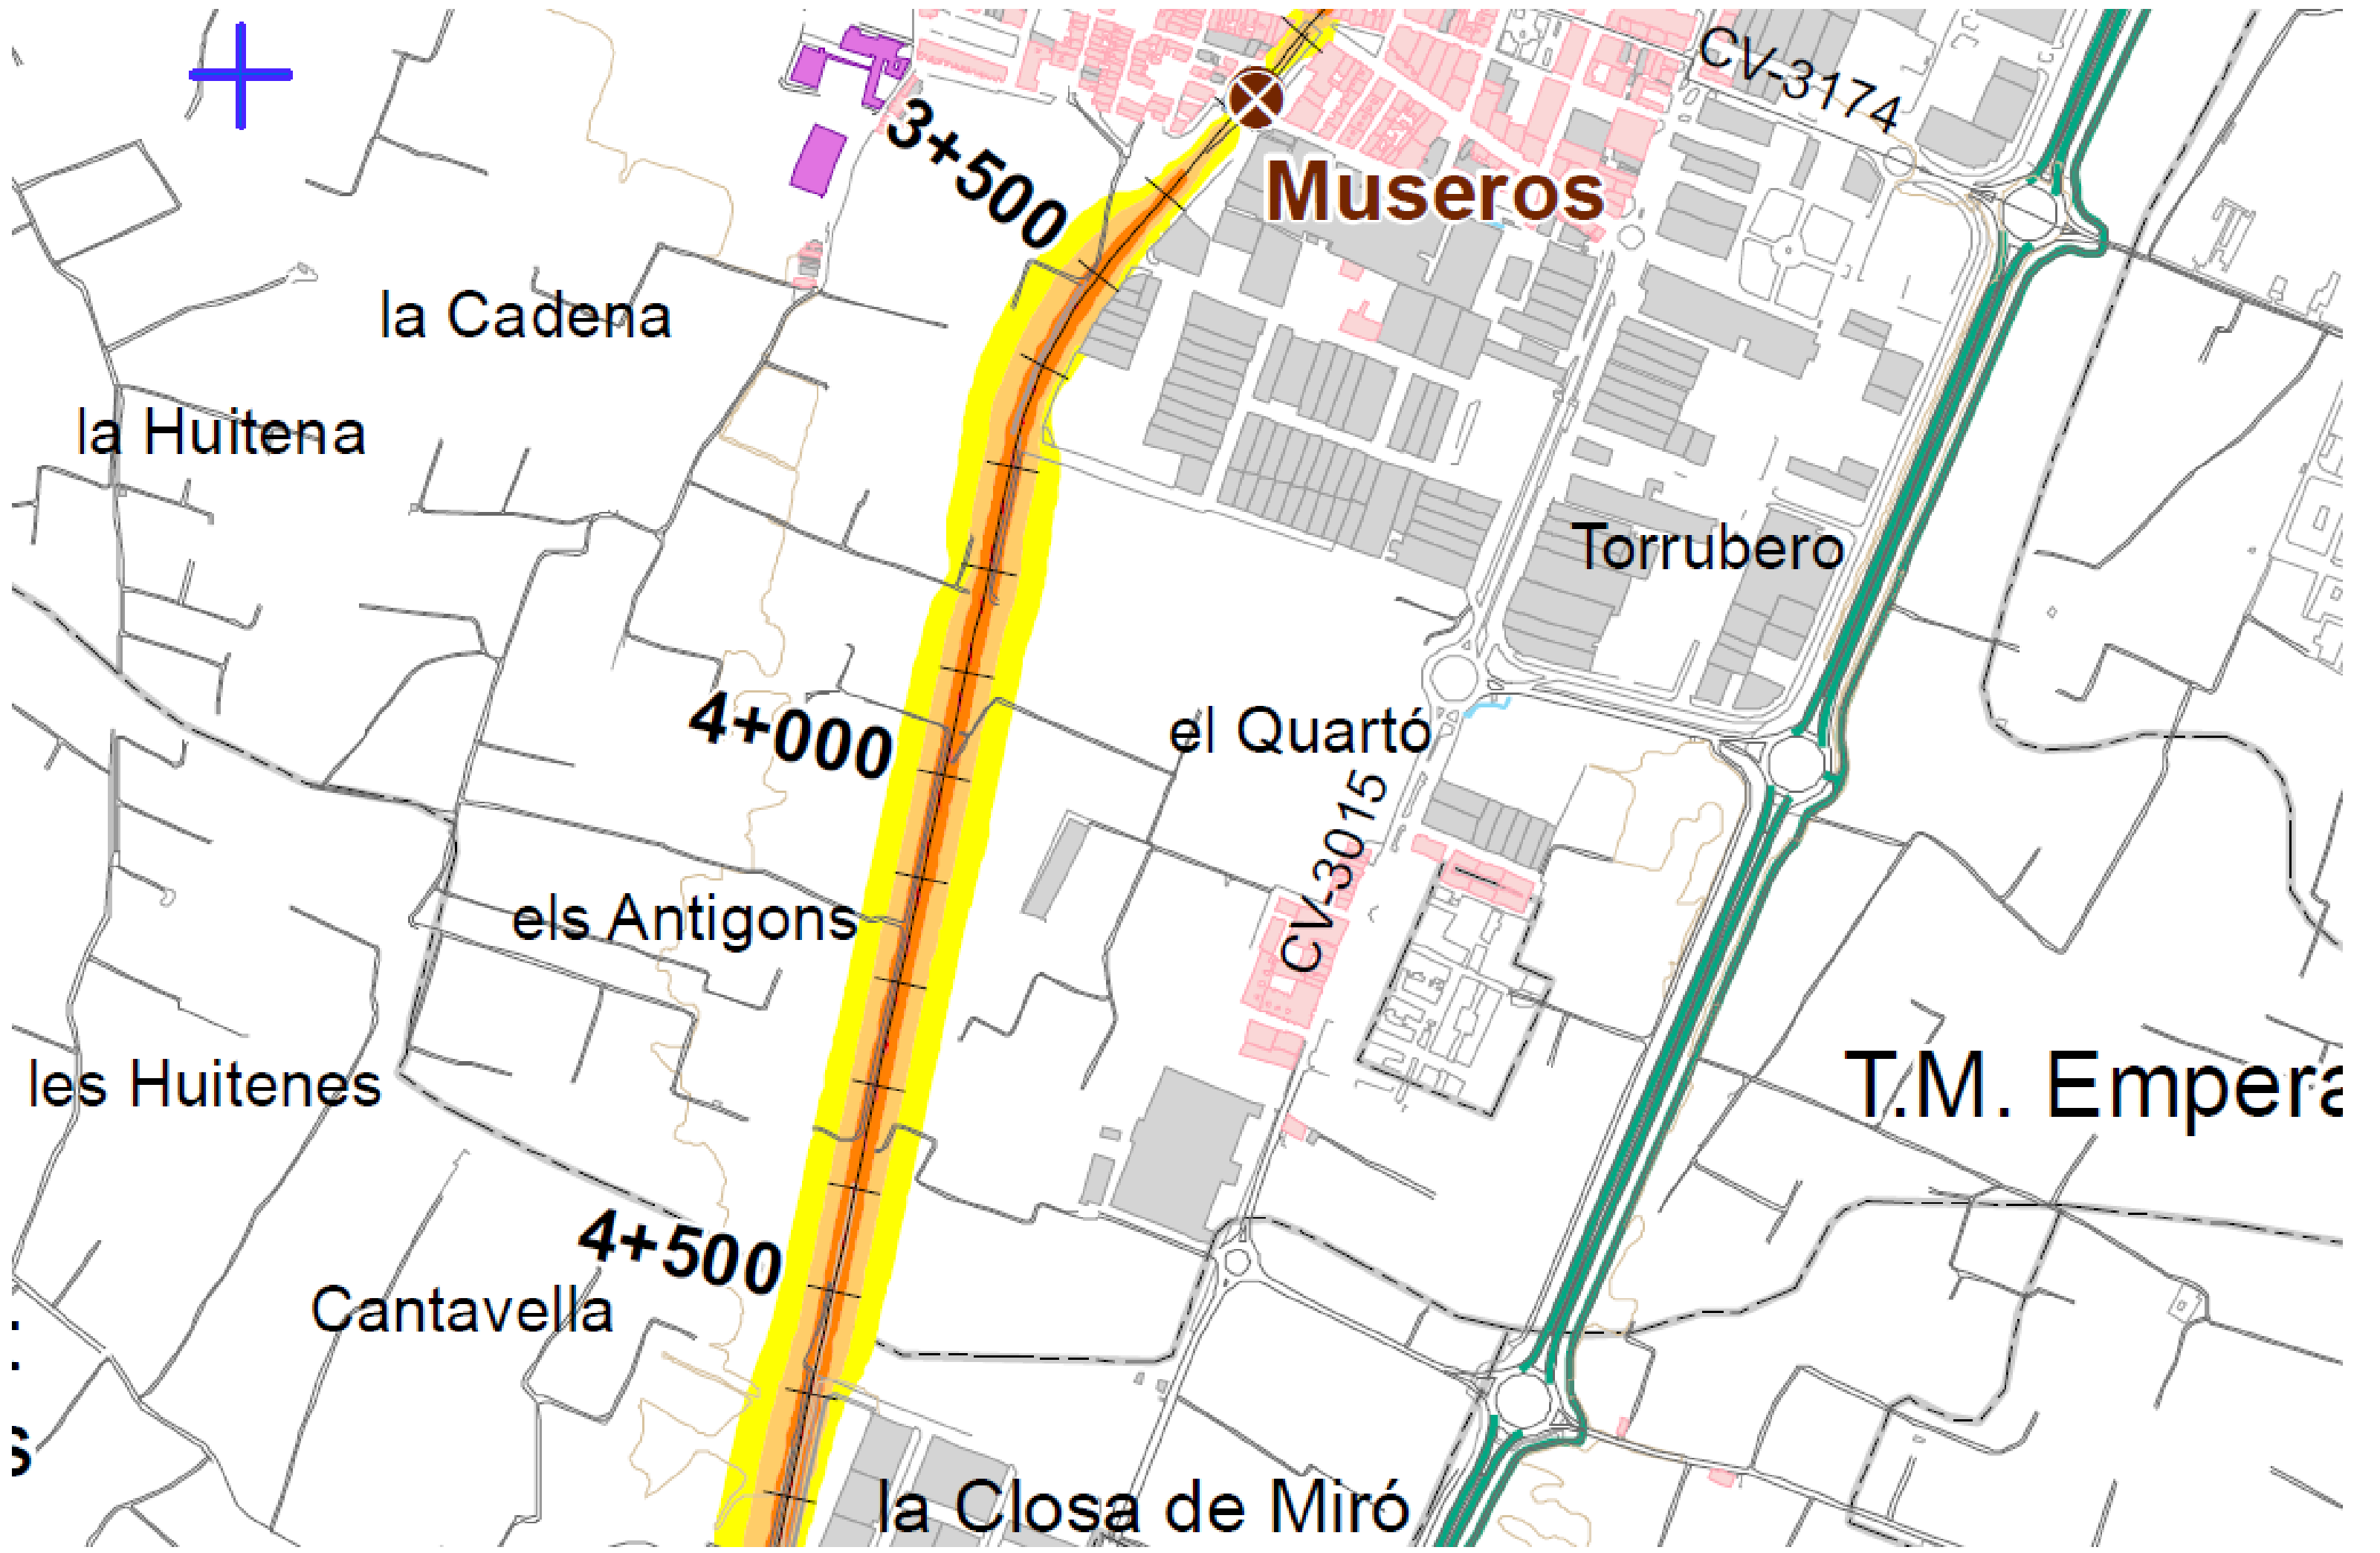 CV-3174
3+500
Museros
la Cadena
la Huitena
Torrubero
4+000
el Quartó
CV-3015
els Antigons
les Huitenes
T.M. Empera
4+500
Cantavella
s
la Closa de Miró